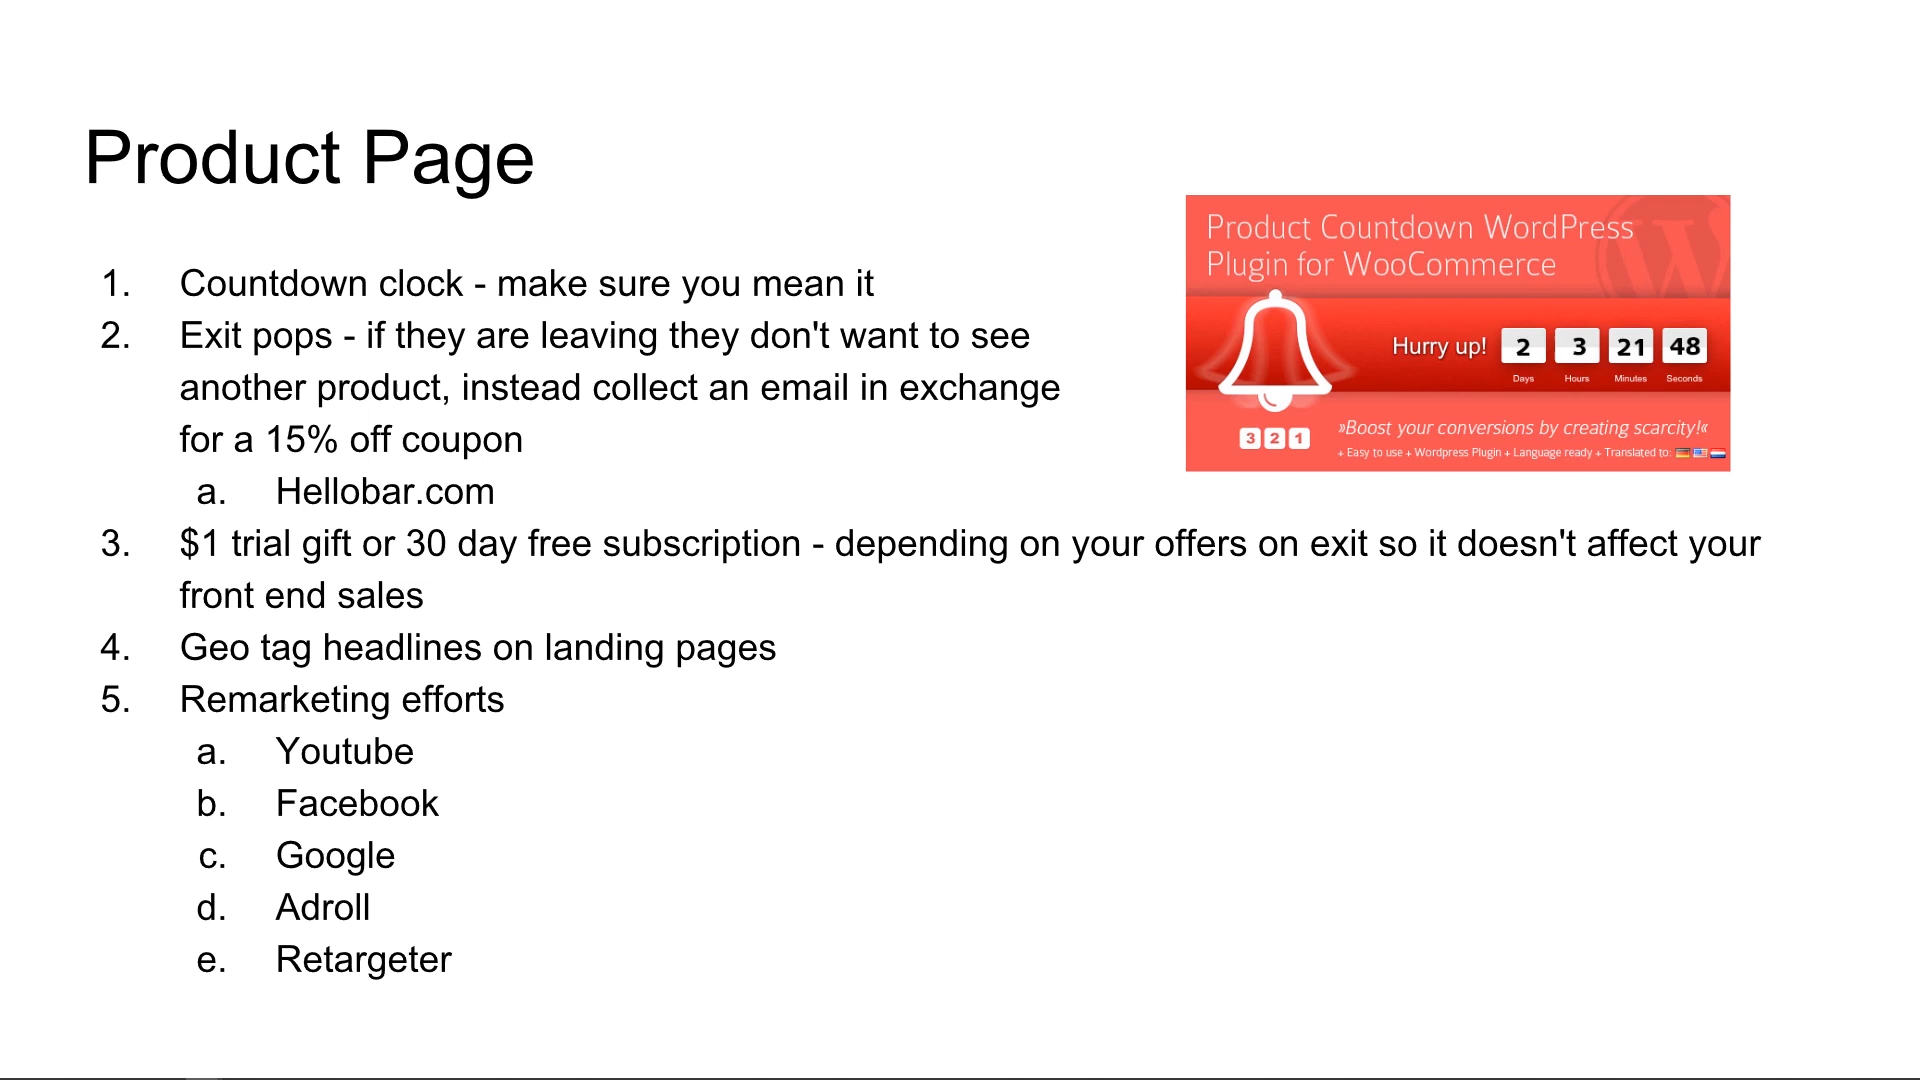 Product Page
1. Countdown clock - make sure you mean it
2. Exit pops - if they are leaving they don't want to see
another product, instead collect an email in exchange
for a 15% off coupon
a. Hellobar.com
3. $1 trial gift or 30 day free subscription - depending on your offers on exit so it doesn't affect your
front end sales
4. Geo tag headlines on landing pages
5. Remarketing efforts
a. Youtube
b. Facebook
c. Google
d. Adroll
e. Retargeter
Product Countdown WordPress
Plugin for WooCommerce
Hurry up! 2 3 21 48
Days Hours Minutes Seconds
3 2 1
»Boost your conversions by creating scarcity!«
+ Easy to use + Wordpress Plugin + Language ready + Translated to: